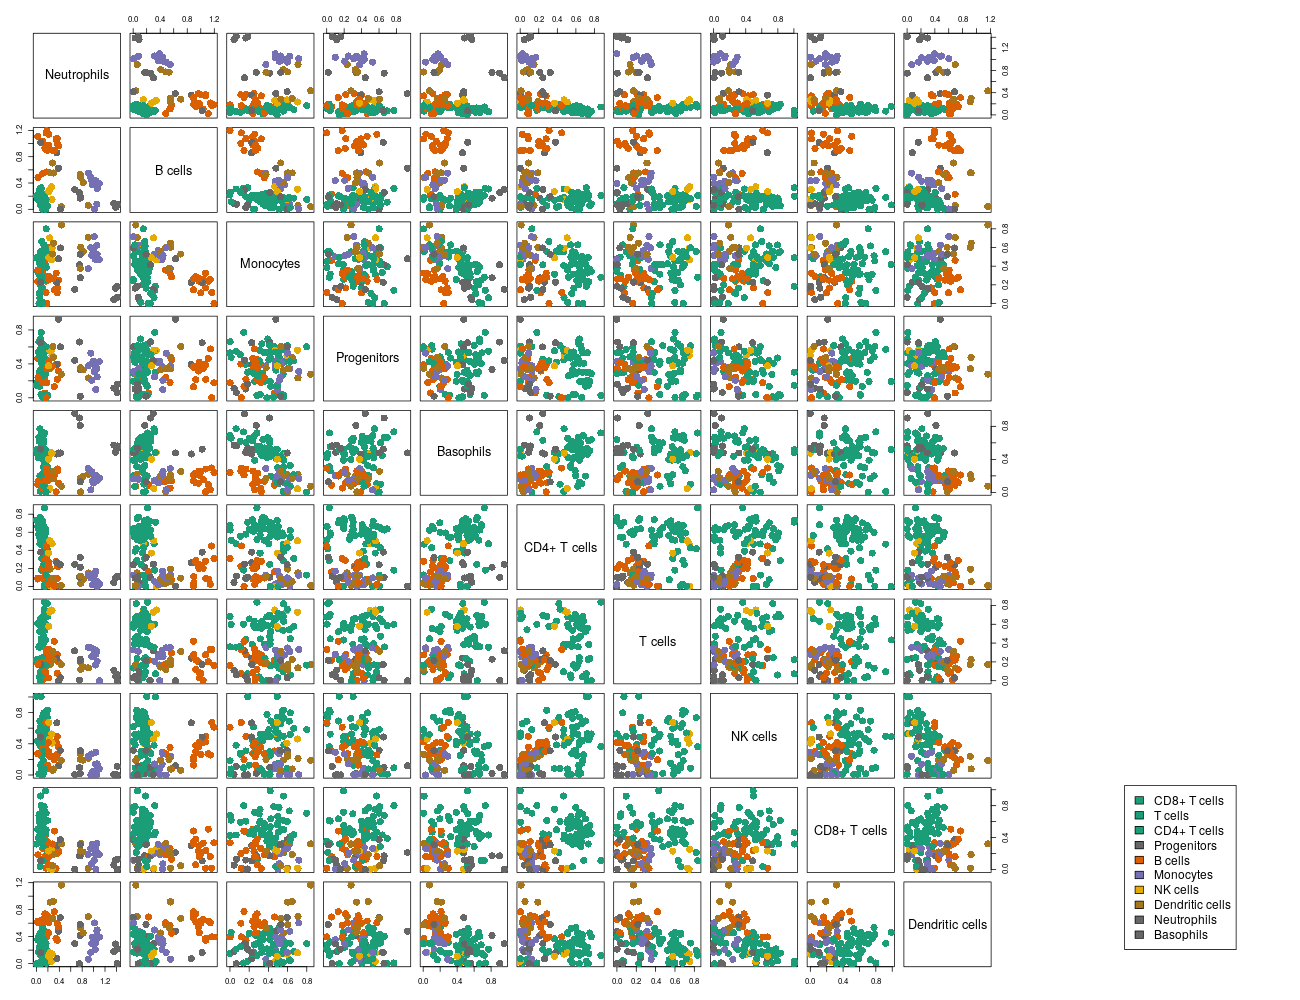 0.0 0.4 0.8 1.2 0.0 0.2 0.4 0.6 0.8 0.0 0.4 0.8 0.0 0.4 0.8 0.0 0.4 0.8 1.2
Neutrophils
0.0 0.4 0.8 1.2
0.0 0.4 0.8 1.2
B cells
Monocytes
0.0 0.2 0.4 0.6 0.8
0.0 0.4 0.8
Progenitors
Basophils
0.0 0.4 0.8
0.0 0.2 0.4 0.6 0.8
CD4+ T cells
T cells
0.0 0.2 0.4 0.6 0.8
0.0 0.4 0.8
NK cells
CD8+ T cells
0.0 0.4 0.8
0.0 0.4 0.8 1.2
Dendritic cells
0.0 0.4 0.8 1.2 0.0 0.2 0.4 0.6 0.8 0.0 0.4 0.8 0.0 0.2 0.4 0.6 0.8 0.0 0.4 0.8
CD8+ T cells
T cells
CD4+ T cells
Progenitors
B cells
Monocytes
NK cells
Dendritic cells
Neutrophils
Basophils